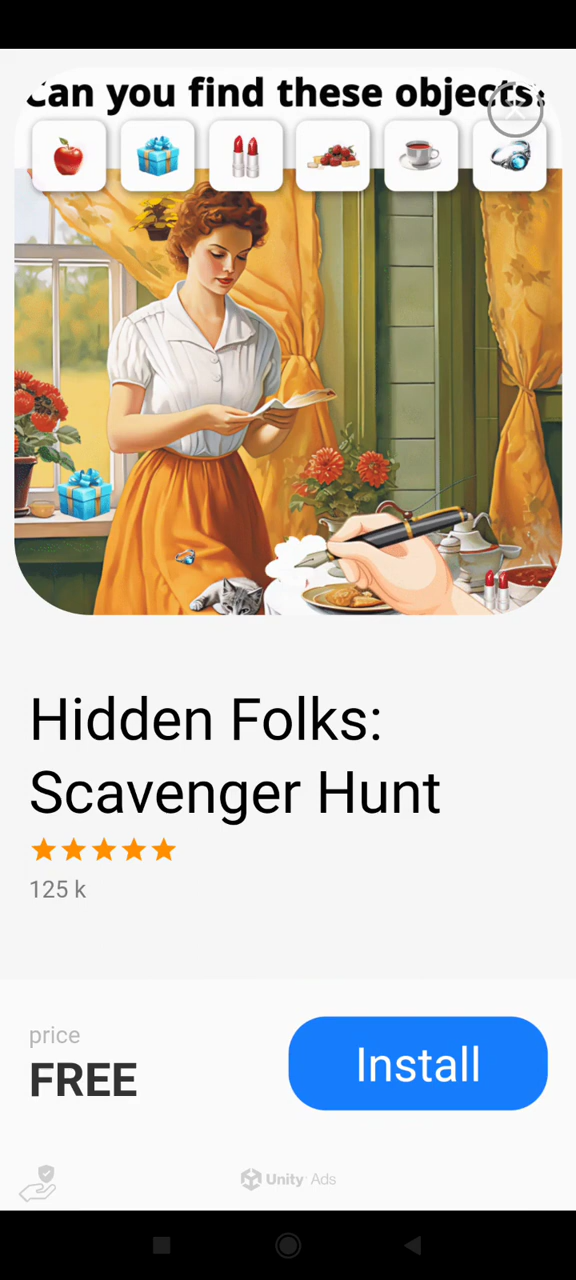 Can you find these objects?
Hidden Folks:
Scavenger Hunt
125 k
price
FREE
Install
Unity Ads